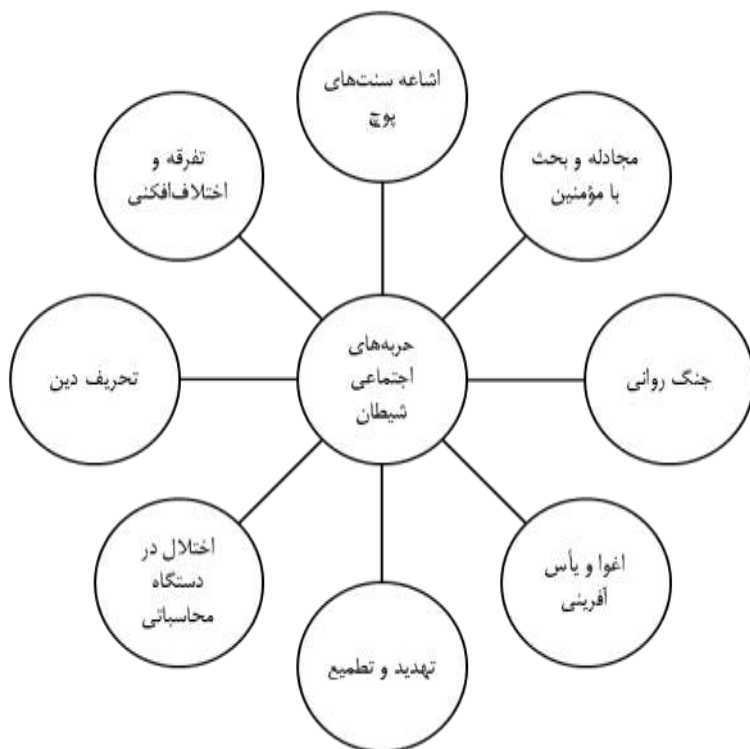 اشاعه سنت‌های
پوچ
مجادله و بحث
با مؤمنین
تفرقه و
اختلاف‌افکنی
حربه‌های
اجتماعی
شیطان
جنگ روانی
تحریف دین
اغوا و یأس
آفرینی
اختلال در
دستگاه
محاسباتی
تهدید و تطمیع